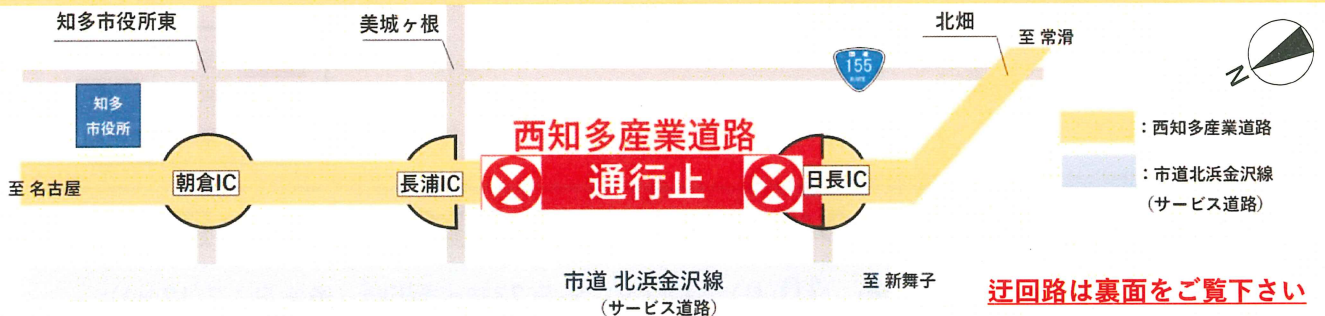 知多市役所東
美城ヶ根
北畑
至 常滑
155
N
知多
市役所
西知多産業道路
通行止
至 名古屋
朝倉IC
長浦IC
日長IC
:西知多産業道路
:市道北浜金沢線
(サービス道路)
市道 北浜金沢線
(サービス道路)
至 新舞子
迂回路は裏面をご覧下さい